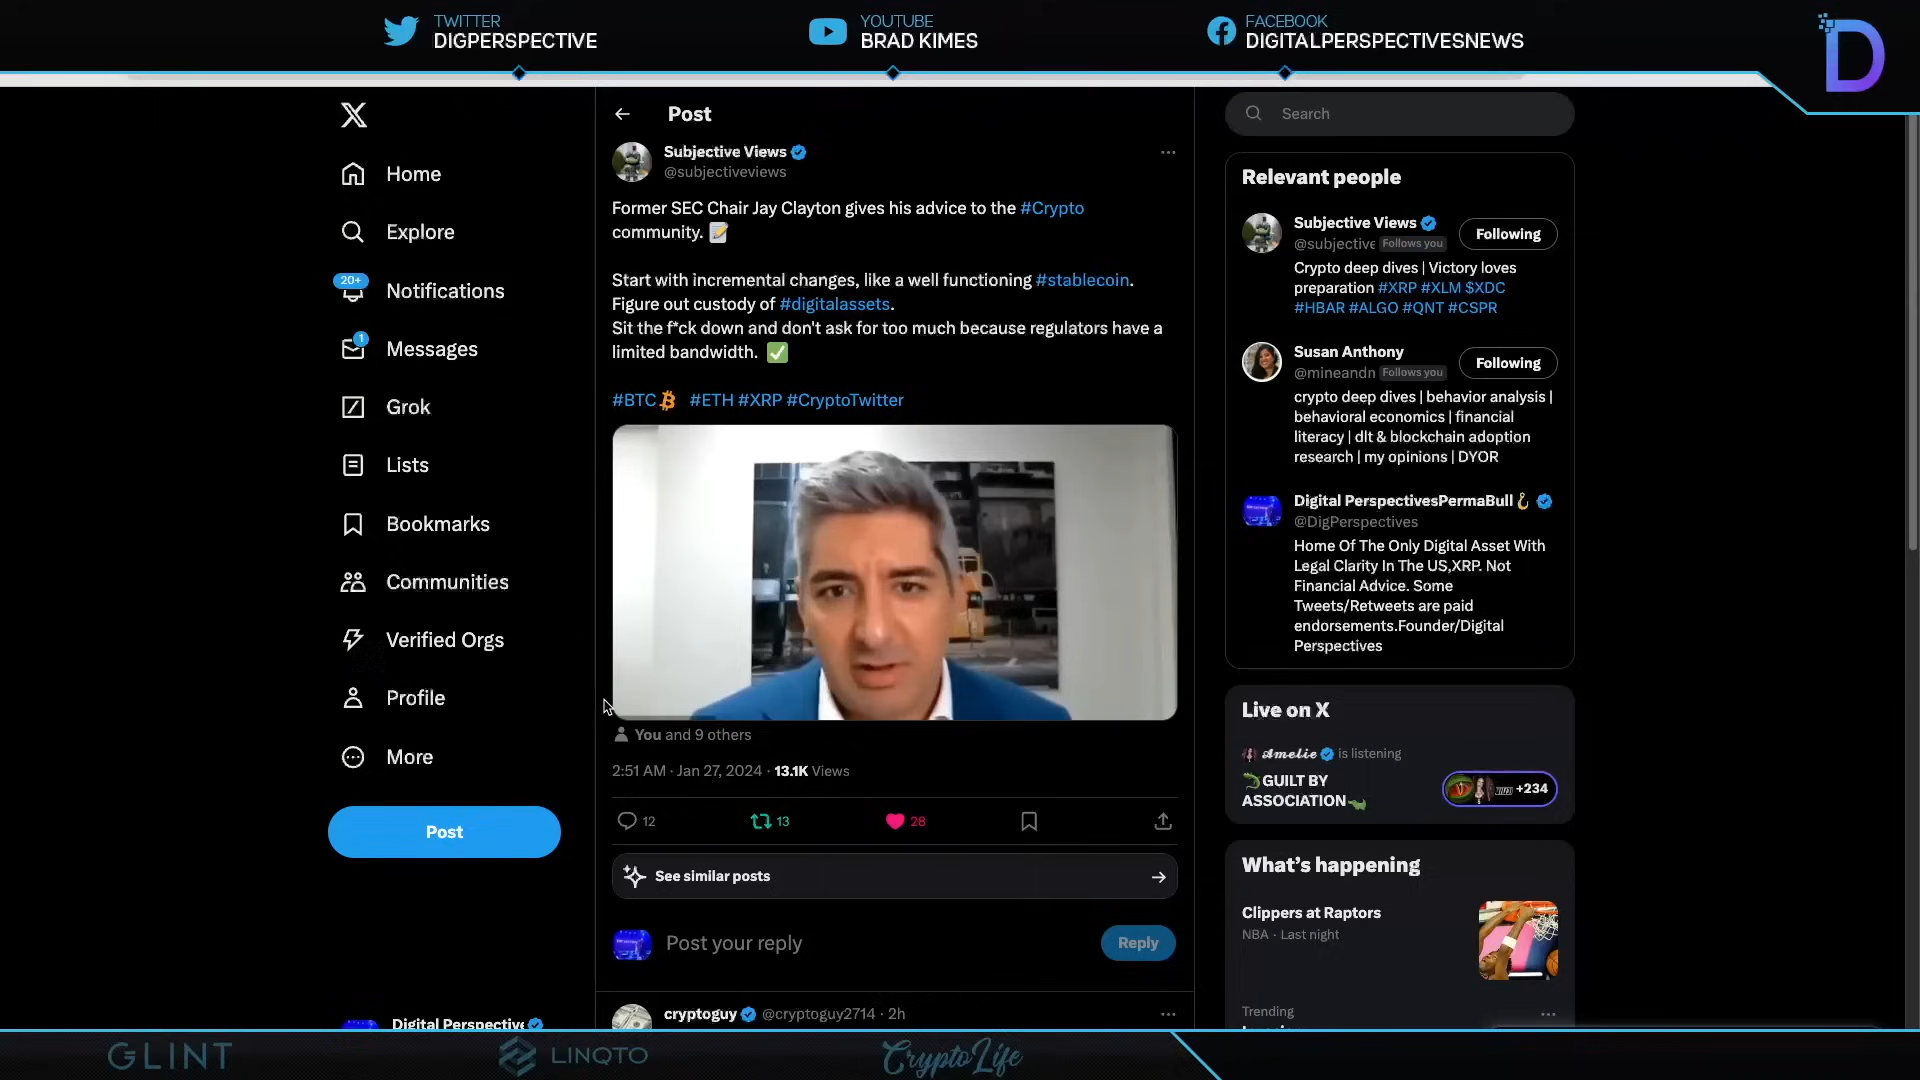 TWITTER
DIGPERSPECTIVE
YOUTUBE
BRAD KIMES
FACEBOOK
DIGITALPERSPECTIVESNEWS
D
Home
Explore
20+
Notifications
1
Messages
Grok
Lists
Bookmarks
Communities
Verified Orgs
Profile
More
Post
Digital Perspective
Post
Subjective Views
@subjectiveviews
Former SEC Chair Jay Clayton gives his advice to the #Crypto
community.
Start with incremental changes, like a well functioning #stablecoin.
Figure out custody of #digitalassets.
Sit the f*ck down and don't ask for too much because regulators have a
limited bandwidth.
#BTC #ETH #XRP #CryptoTwitter
You and 9 others
2:51 AM · Jan 27, 2024 · 13.1K Views
12
13
28
See similar posts
Post your reply
Reply
cryptoguy @cryptoguy2714 · 2h
Search
Relevant people
Subjective Views
@subjective Follows you
Following
Crypto deep dives | Victory loves
preparation #XRP #XLM $XDC
#HBAR #ALGO #QNT #CSPR
Susan Anthony
@mineandn Follows you
Following
crypto deep dives | behavior analysis |
behavioral economics | financial
literacy | dlt & blockchain adoption
research | my opinions | DYOR
Digital PerspectivesPermaBull
@DigPerspectives
Home Of The Only Digital Asset With
Legal Clarity In The US,XRP. Not
Financial Advice. Some
Tweets/Retweets are paid
endorsements.Founder/Digital
Perspectives
Live on X
Amelie is listening
GUILT BY
ASSOCIATION
+234
What's happening
Clippers at Raptors
NBA · Last night
Trending
GLINT
LINQTO
CryptoLife